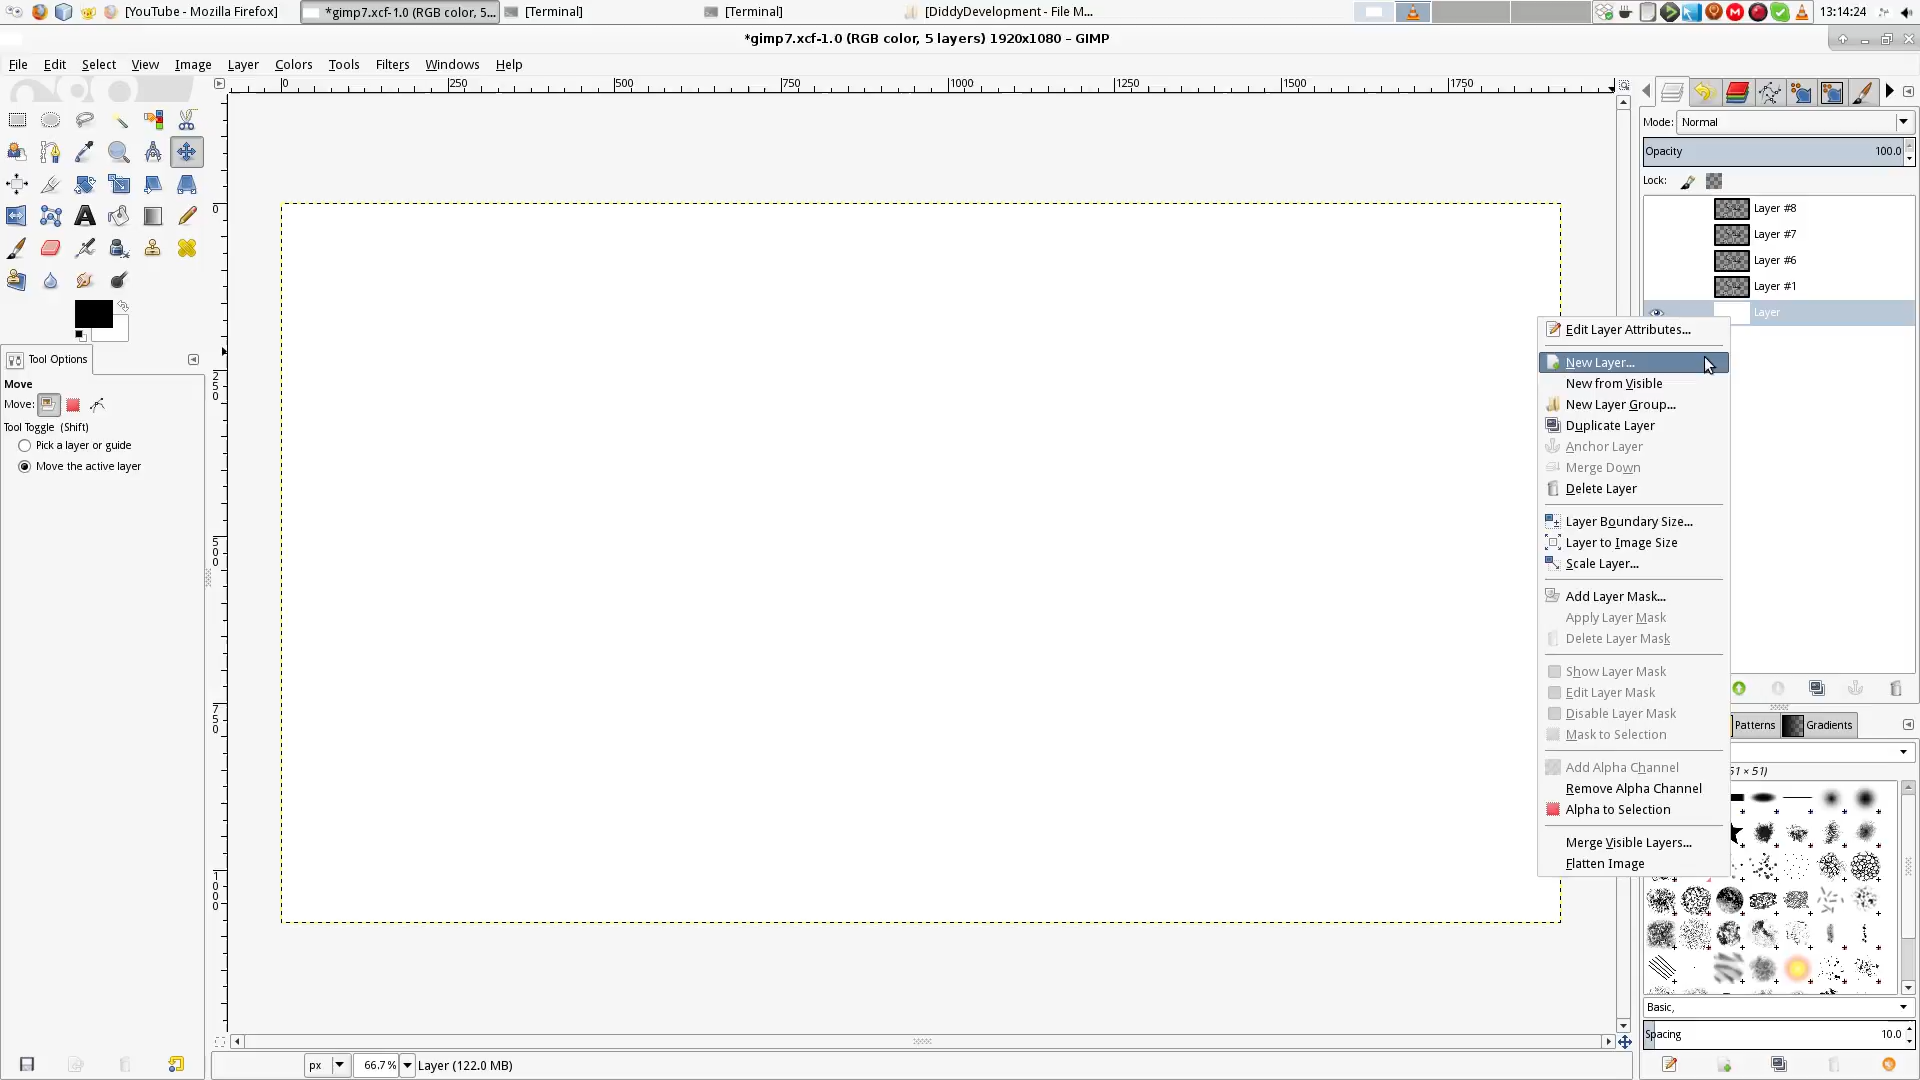 [YouTube - Mozilla Firefox]
*gimp7.xcf-1.0 (RGB color, 5...
[Terminal]
[Terminal]
[DiddyDevelopment - File M...
13:14:24
*gimp7.xcf-1.0 (RGB color, 5 layers) 1920x1080 – GIMP
File Edit Select View Image Layer Colors Tools Filters Windows Help
0 250 500 750 1000 1250 1500 1750
Mode: Normal
Opacity 100.0
Lock:
Layer #8
Layer #7
Layer #6
Layer #1
Layer
0
250
500
750
1000
Tool Options
Move
Move:
Tool Toggle (Shift)
Pick a layer or guide
Move the active layer
Edit Layer Attributes...
New Layer...
New from Visible
New Layer Group...
Duplicate Layer
Anchor Layer
Merge Down
Delete Layer
Layer Boundary Size...
Layer to Image Size
Scale Layer...
Add Layer Mask...
Apply Layer Mask
Delete Layer Mask
Show Layer Mask
Edit Layer Mask
Disable Layer Mask
Mask to Selection
Add Alpha Channel
Remove Alpha Channel
Alpha to Selection
Merge Visible Layers...
Flatten Image
Patterns
Gradients
51 × 51)
Basic,
Spacing 10.0
px
66.7%
Layer (122.0 MB)